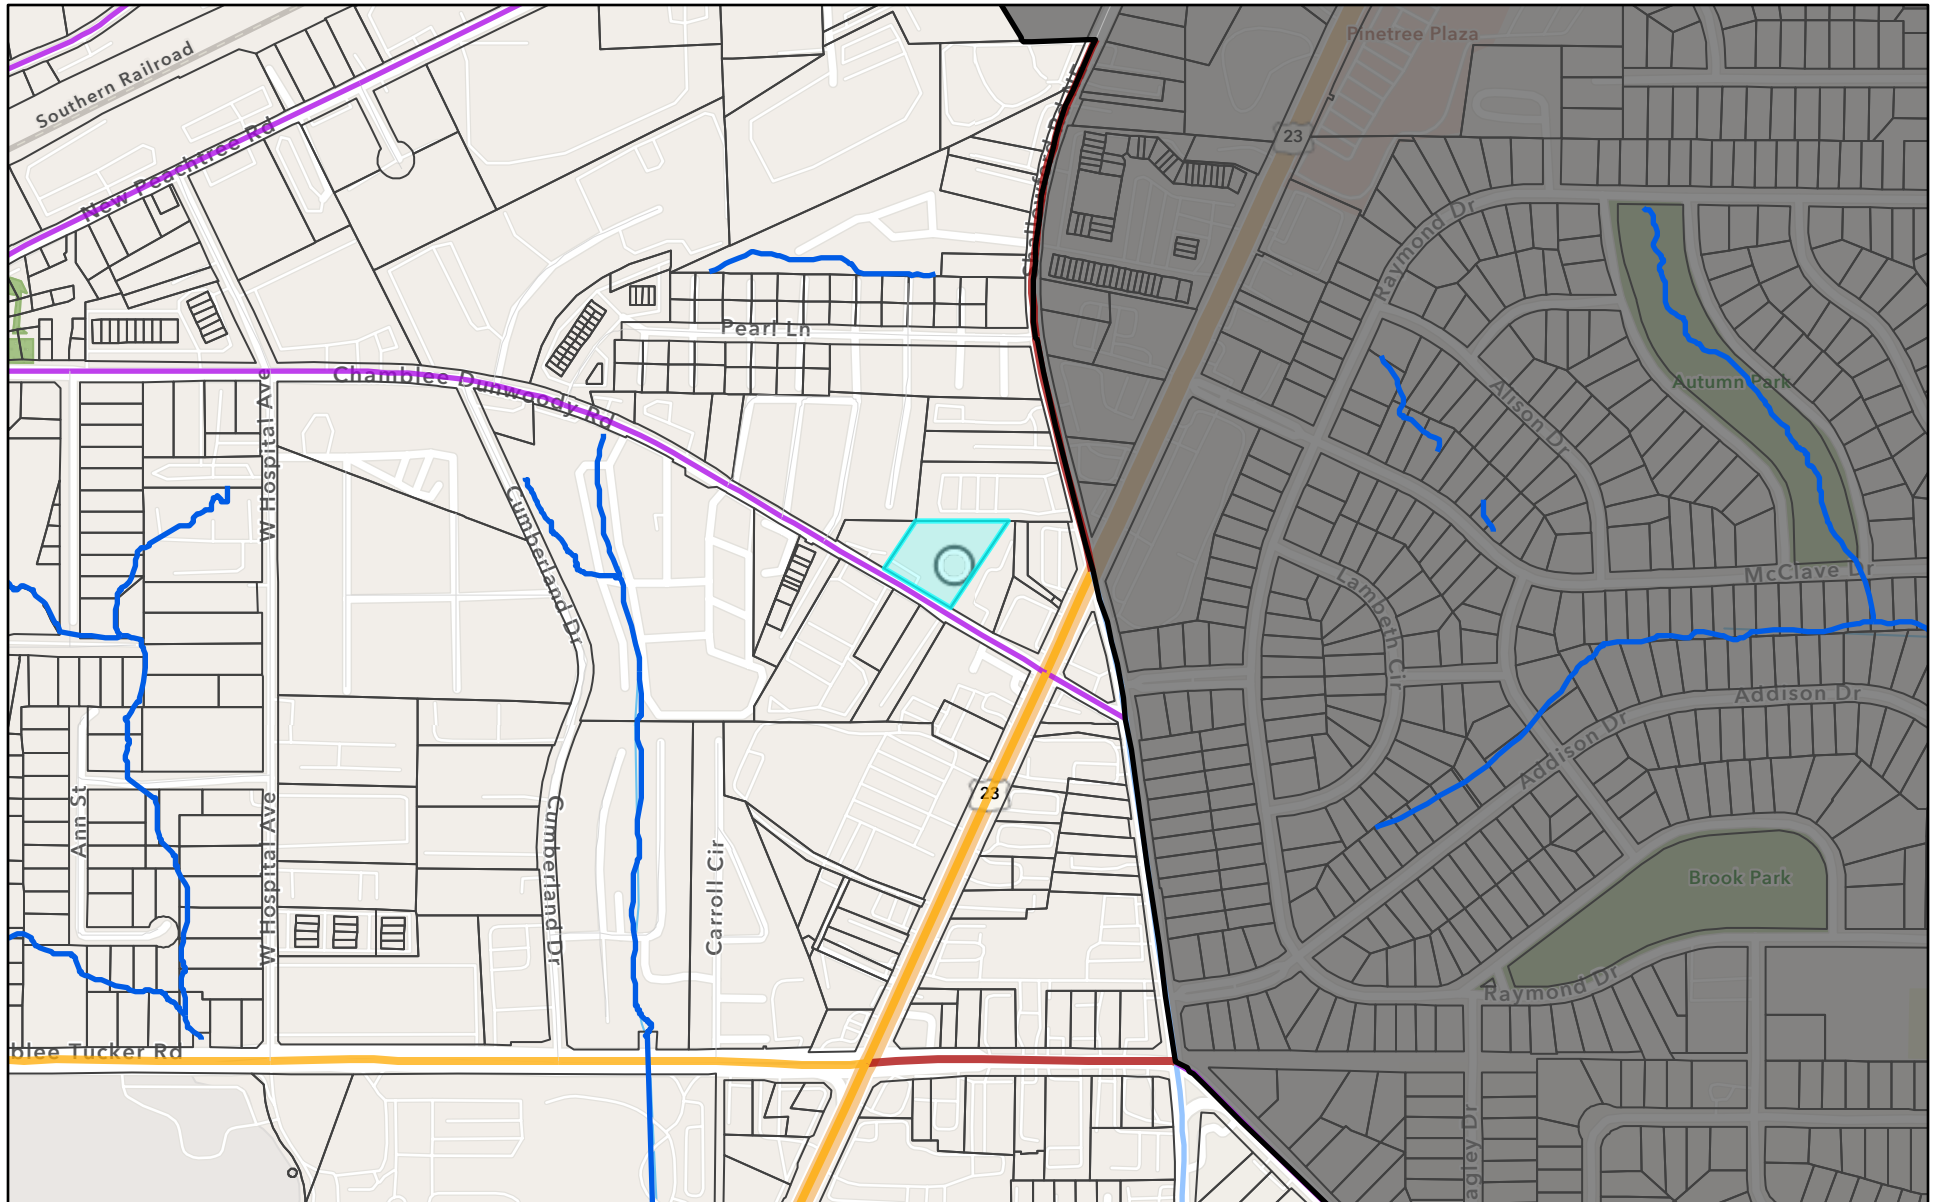 Pinetree Plaza
Southern Railroad
23
New Peachtree Rd
Raymond Dr
Pearl Ln
Chamblee Dunwoody Rd
Autumn Park
Alison Dr
W Hospital Ave
Cumberland Dr
McClave Dr
Lambeth Cir
Addison Dr
Addison Dr
23
Ann St
W Hospital Ave
Cumberland Dr
Carroll Cir
Brook Park
Raymond Dr
blee Tucker Rd
agley Dr